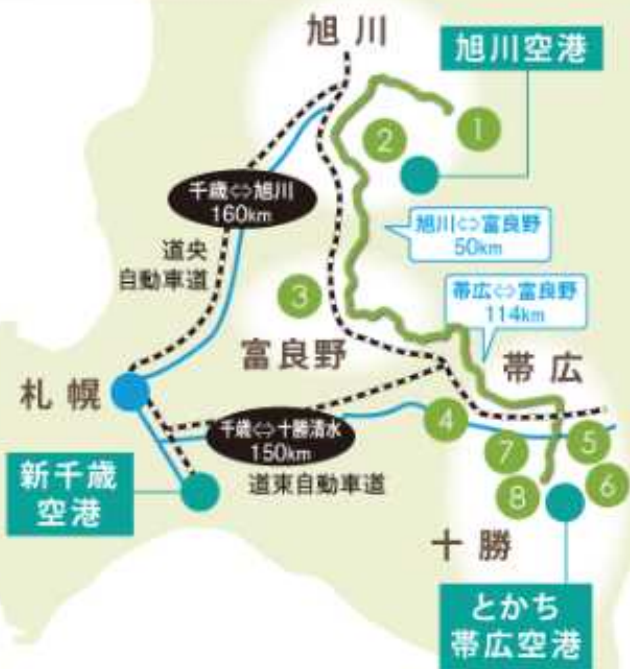 旭川
旭川空港
1
2
千歳⇔旭川
160km
旭川⇔富良野
50km
道央
自動車道
帯広⇔富良野
114km
3
富良野
帯広
札幌
4
千歳⇔十勝清水
150km
7
5
新千歳
空港
道東自動車道
8
6
十勝
とかち
帯広空港